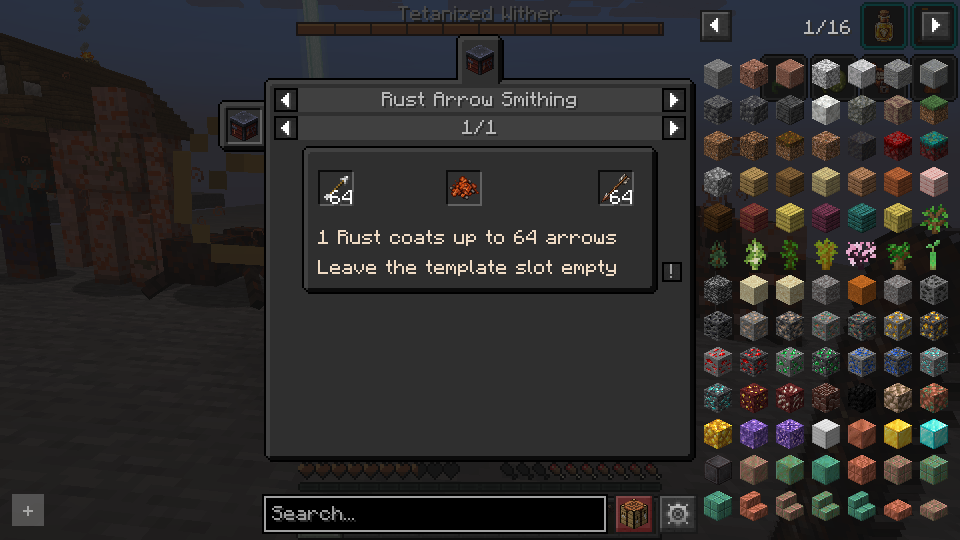 Tetanized Wither
1/16
Rust Arrow Smithing
1/1
64
64
1 Rust coats up to 64 arrows
Leave the template slot empty
!
Search...
+